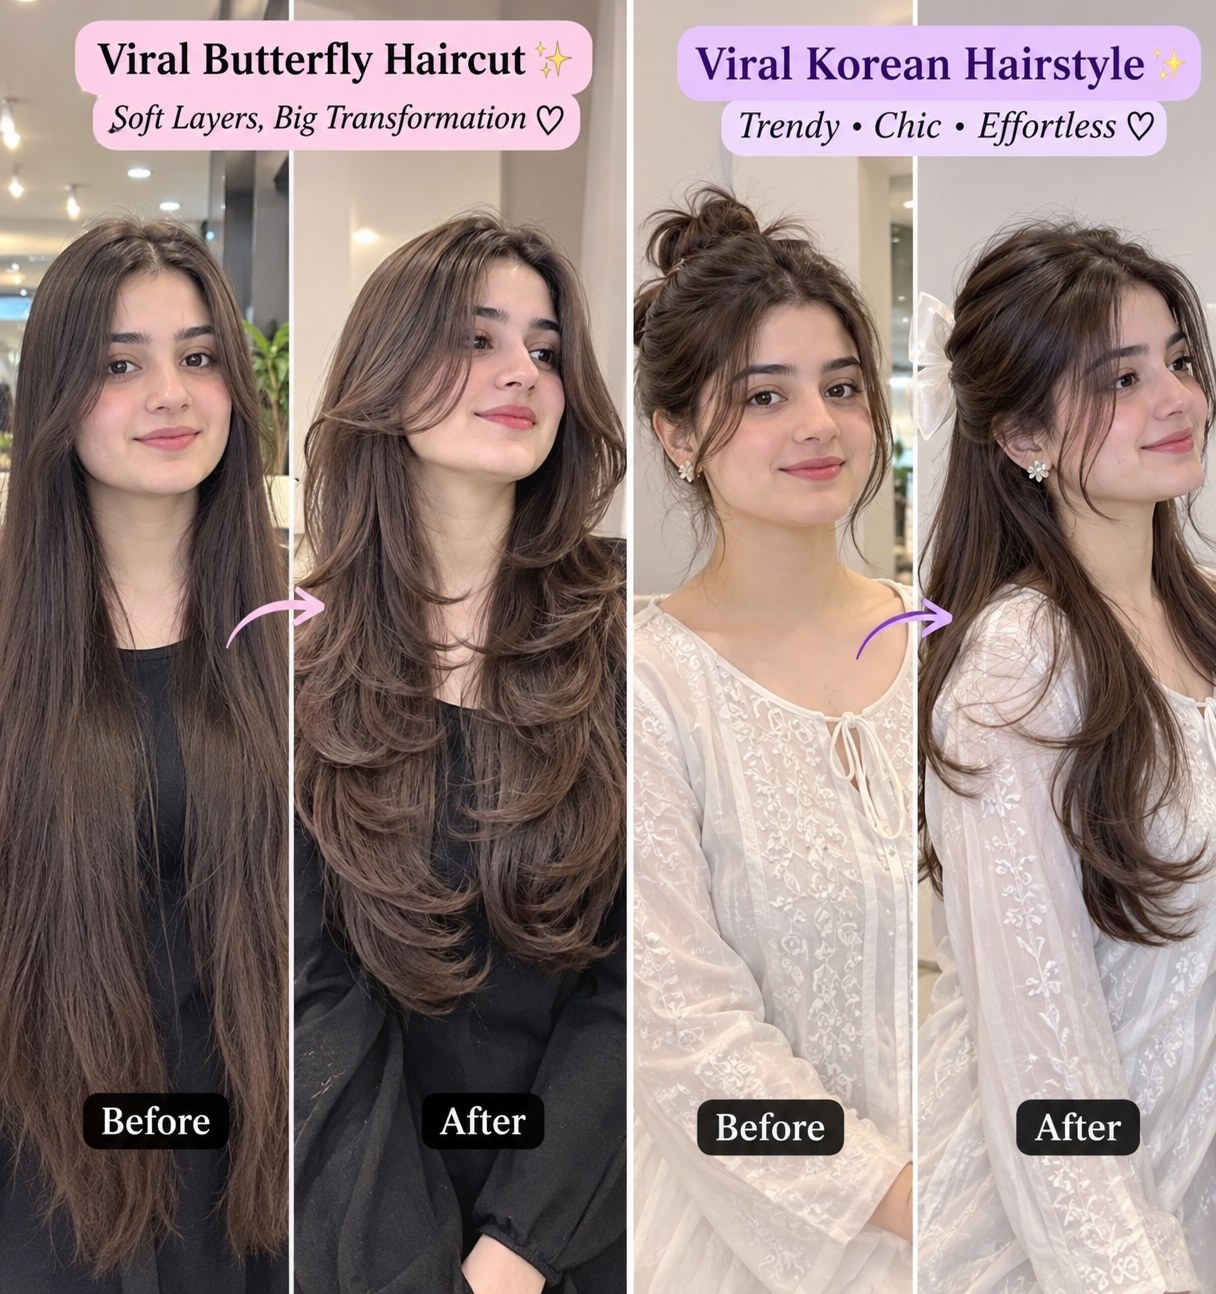 Viral Butterfly Haircut✨
Soft Layers, Big Transformation ♡
Viral Korean Hairstyle✨
Trendy • Chic • Effortless ♡
Before
After
Before
After